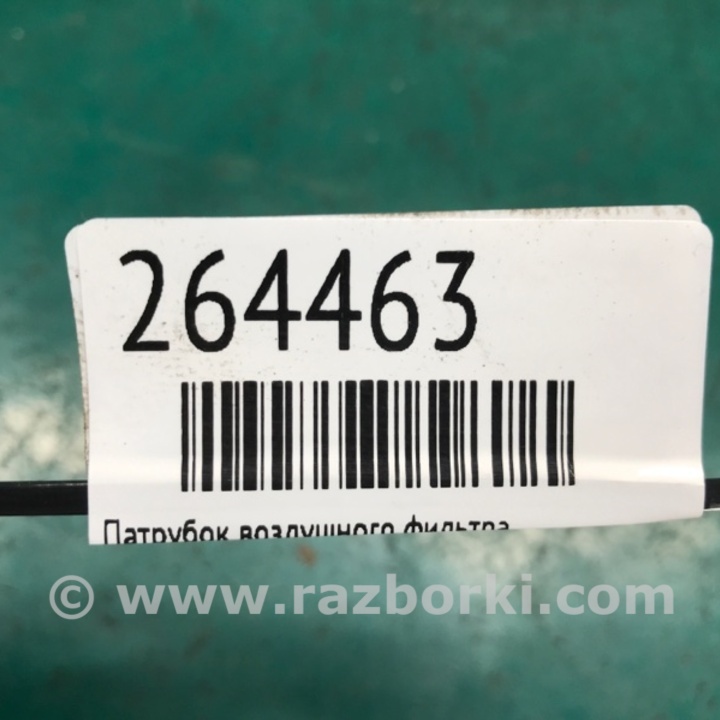 264463
Патрубок воздушного фильтра
© www.razborki.com